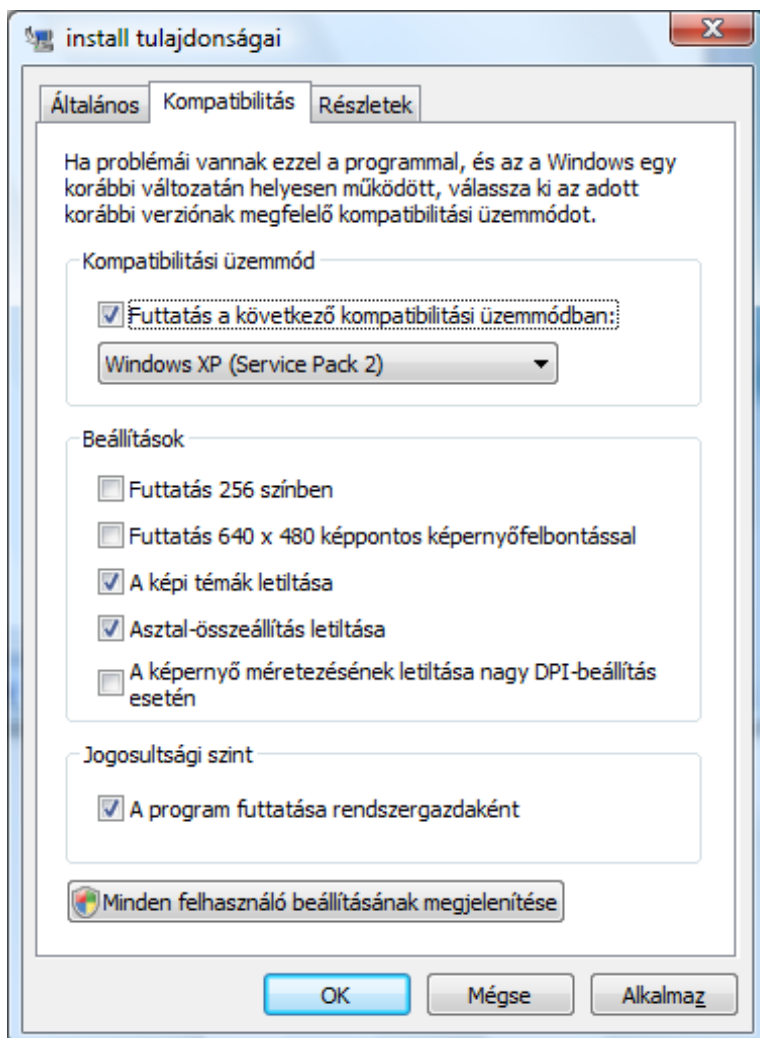 install tulajdonságai
Általános
Kompatibilitás
Részletek
Ha problémái vannak ezzel a programmal, és az a Windows egy
korábbi változatán helyesen működött, válassza ki az adott
korábbi verziónak megfelelő kompatibilitási üzemmódot.
Kompatibilitási üzemmód
Futtatás a következő kompatibilitási üzemmódban:
Windows XP (Service Pack 2)
Beállítások
Futtatás 256 színben
Futtatás 640 x 480 képpontos képernyőfelbontással
A képi témák letiltása
Asztal-összeállítás letiltása
A képernyő méretezésének letiltása nagy DPI-beállítás
esetén
Jogosultsági szint
A program futtatása rendszergazdaként
Minden felhasználó beállításának megjelenítése
OK
Mégse
Alkalmaz